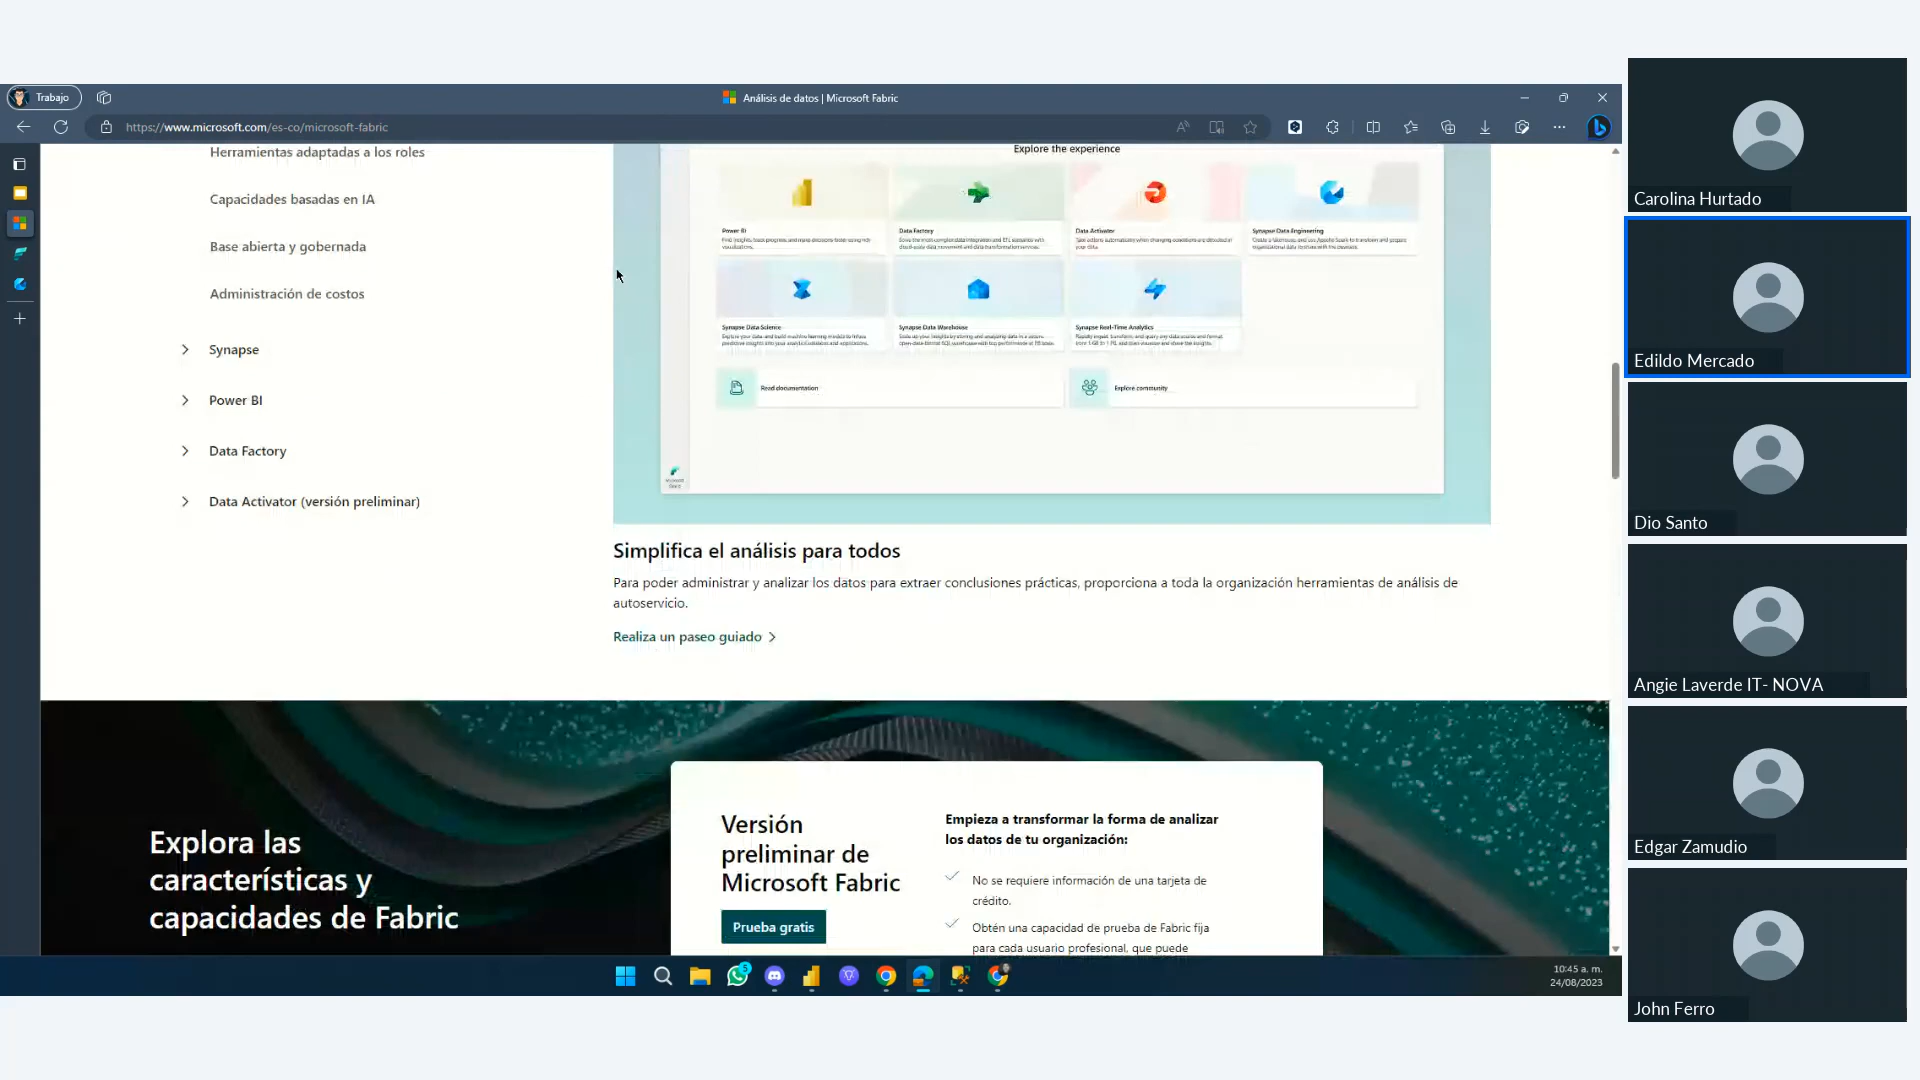 Trabajo
Análisis de datos | Microsoft Fabric
https://www.microsoft.com/es-co/microsoft-fabric
Herramientas adaptadas a los roles
Capacidades basadas en IA
Base abierta y gobernada
Administración de costos
Synapse
Power BI
Data Factory
Data Activator (versión preliminar)
Explore the experience
Power BI
Data Factory
Data Activator
Synapse Data Engineering
Synapse Data Science
Synapse Data Warehouse
Synapse Real-Time Analytics
Read documentation
Explore community
Simplifica el análisis para todos
Para poder administrar y analizar los datos para extraer conclusiones prácticas, proporciona a toda la organización herramientas de análisis de
autoservicio.
Realiza un paseo guiado
Explora las
características y
capacidades de Fabric
Versión
preliminar de
Microsoft Fabric
Prueba gratis
Empieza a transformar la forma de analizar
los datos de tu organización:
No se requiere información de una tarjeta de
crédito.
Obtén una capacidad de prueba de Fabric fija
para cada usuario profesional, que puede
10:45 a. m.
24/08/2023
Carolina Hurtado
Edildo Mercado
Dio Santo
Angie Laverde IT- NOVA
Edgar Zamudio
John Ferro